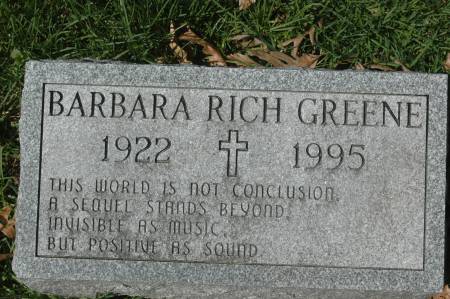 BARBARA RICH GREENE
1922 1995
THIS WORLD IS NOT CONCLUSION,
A SEQUEL STANDS BEYOND,
INVISIBLE AS MUSIC,
BUT POSITIVE AS SOUND